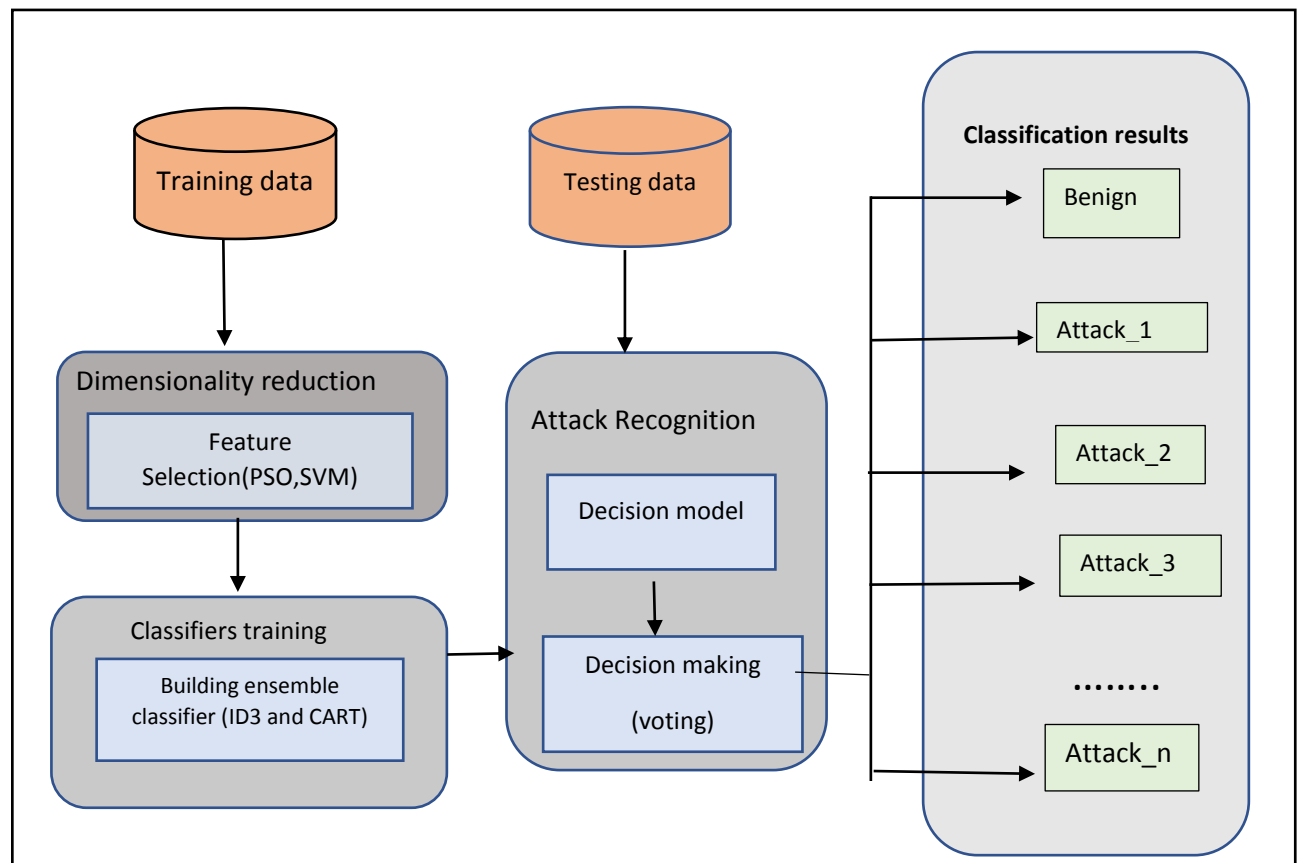 Training data
Testing data
Dimensionality reduction
Feature
Selection(PSO,SVM)
Classifiers training
Building ensemble
classifier (ID3 and CART)
Attack Recognition
Decision model
Decision making
(voting)
Classification results
Benign
Attack_1
Attack_2
Attack_3
........
Attack_n